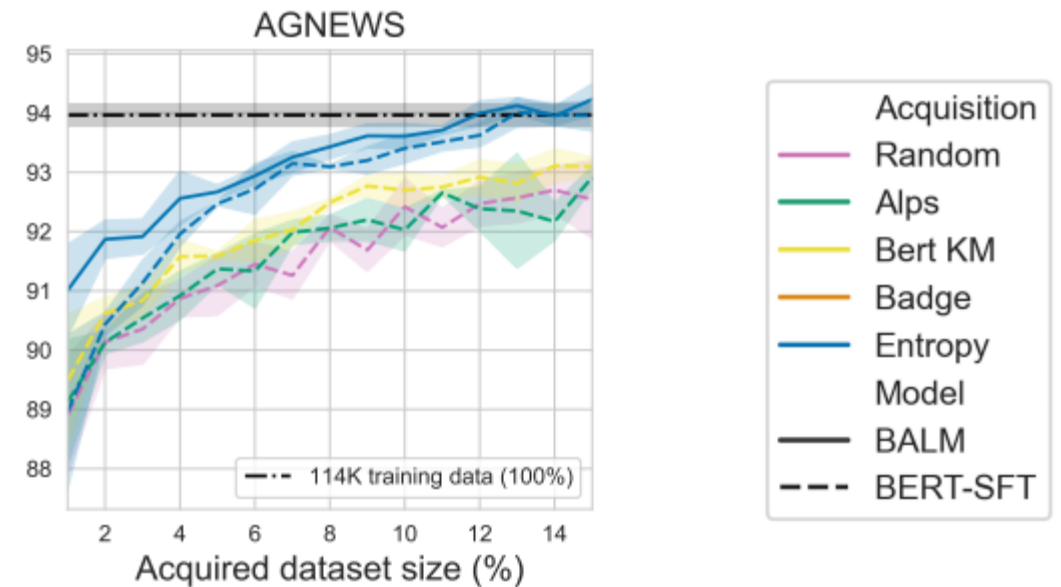 AGNEWS
95
94
93
92
91
90
89
88
114K training data (100%)
2 4 6 8 10 12 14
Acquired dataset size (%)
Acquisition
Random
Alps
Bert KM
Badge
Entropy
Model
BALM
BERT-SFT